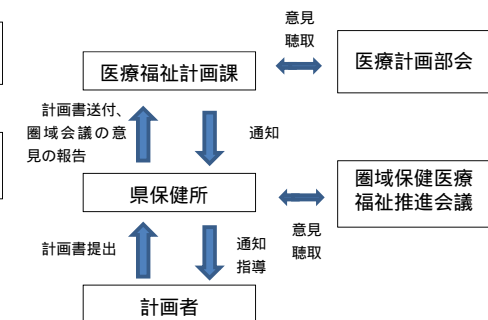 意見
聴取
医療福祉計画課
医療計画部会
計画書送付、
圏域会議の意
見の報告
通知
県保健所
圏域保健医療
福祉推進会議
計画書提出
通知
指導
意見
聴取
計画者